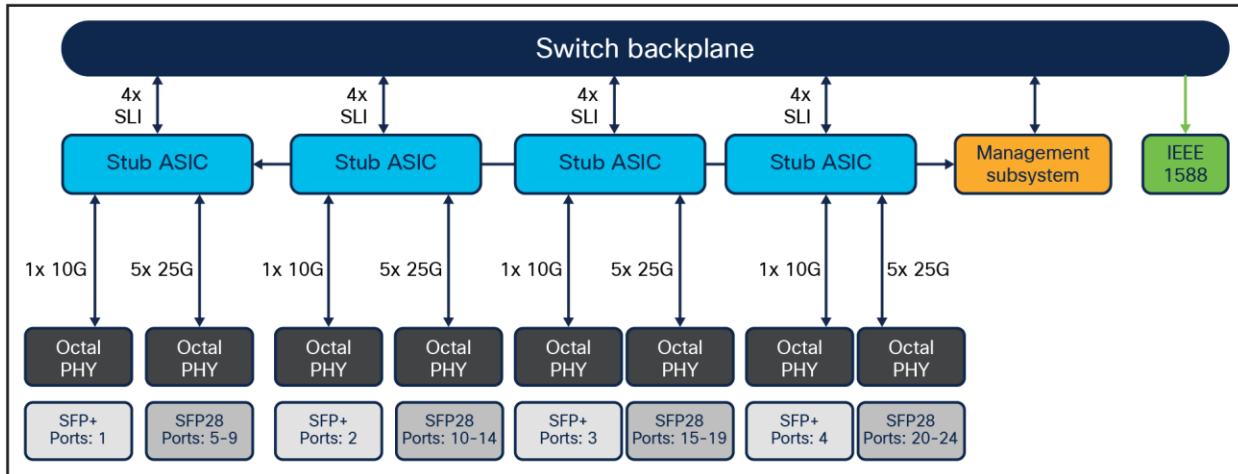 Switch backplane
4x
SLI
4x
SLI
4x
SLI
4x
SLI
Stub ASIC
Stub ASIC
Stub ASIC
Stub ASIC
Management
subsystem
IEEE
1588
1x 10G
5x 25G
1x 10G
5x 25G
1x 10G
5x 25G
1x 10G
5x 25G
Octal
PHY
Octal
PHY
Octal
PHY
Octal
PHY
Octal
PHY
Octal
PHY
Octal
PHY
Octal
PHY
SFP+
Ports: 1
SFP28
Ports: 5-9
SFP+
Ports: 2
SFP28
Ports: 10-14
SFP+
Ports: 3
SFP28
Ports: 15-19
SFP+
Ports: 4
SFP28
Ports: 20-24